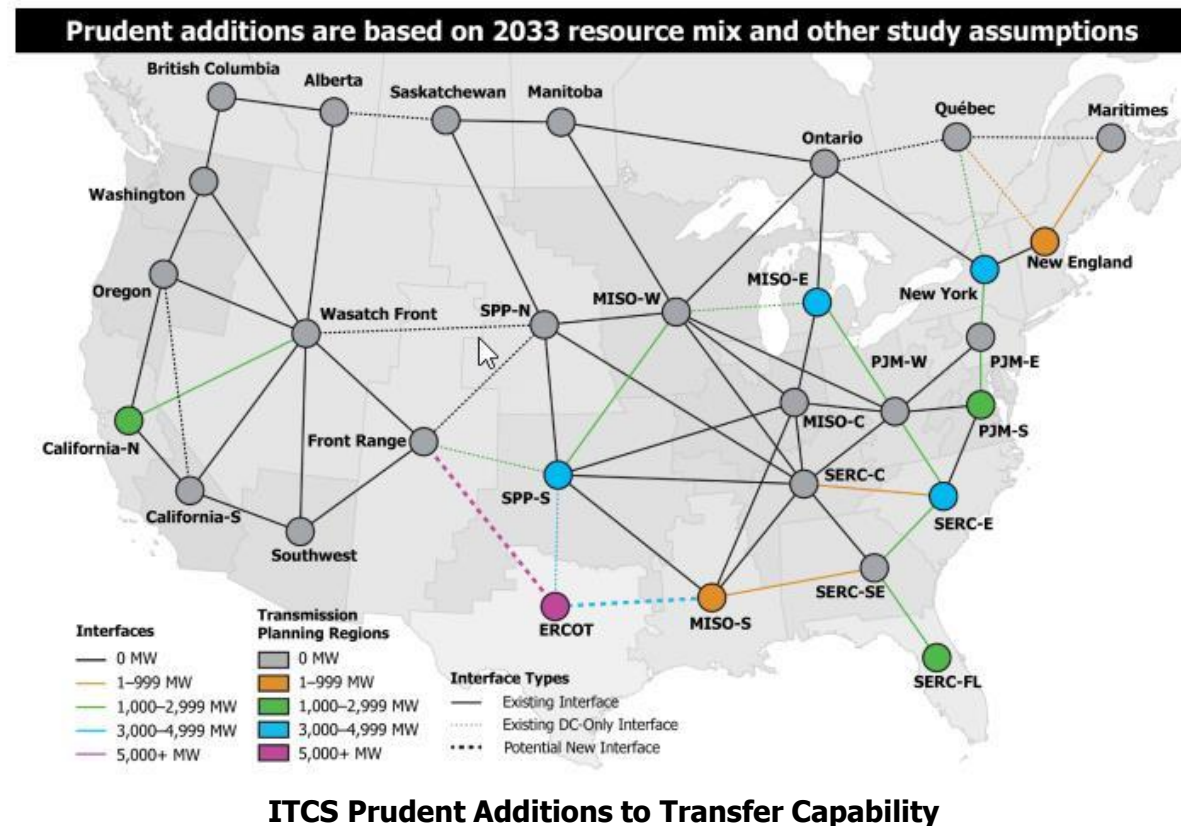 Prudent additions are based on 2033 resource mix and other study assumptions
British Columbia
Alberta
Saskatchewan
Manitoba
Québec
Maritimes
Ontario
Washington
Oregon
Wasatch Front
SPP-N
MISO-W
MISO-E
New York
New England
PJM-W
PJM-E
California-N
Front Range
MISO-C
PJM-S
California-S
Southwest
SPP-S
SERC-C
SERC-E
ERCOT
MISO-S
SERC-SE
SERC-FL
Interfaces
0 MW
1–999 MW
1,000–2,999 MW
3,000–4,999 MW
5,000+ MW
Transmission
Planning Regions
0 MW
1–999 MW
1,000–2,999 MW
3,000–4,999 MW
5,000+ MW
Interface Types
Existing Interface
Existing DC-Only Interface
Potential New Interface
ITCS Prudent Additions to Transfer Capability